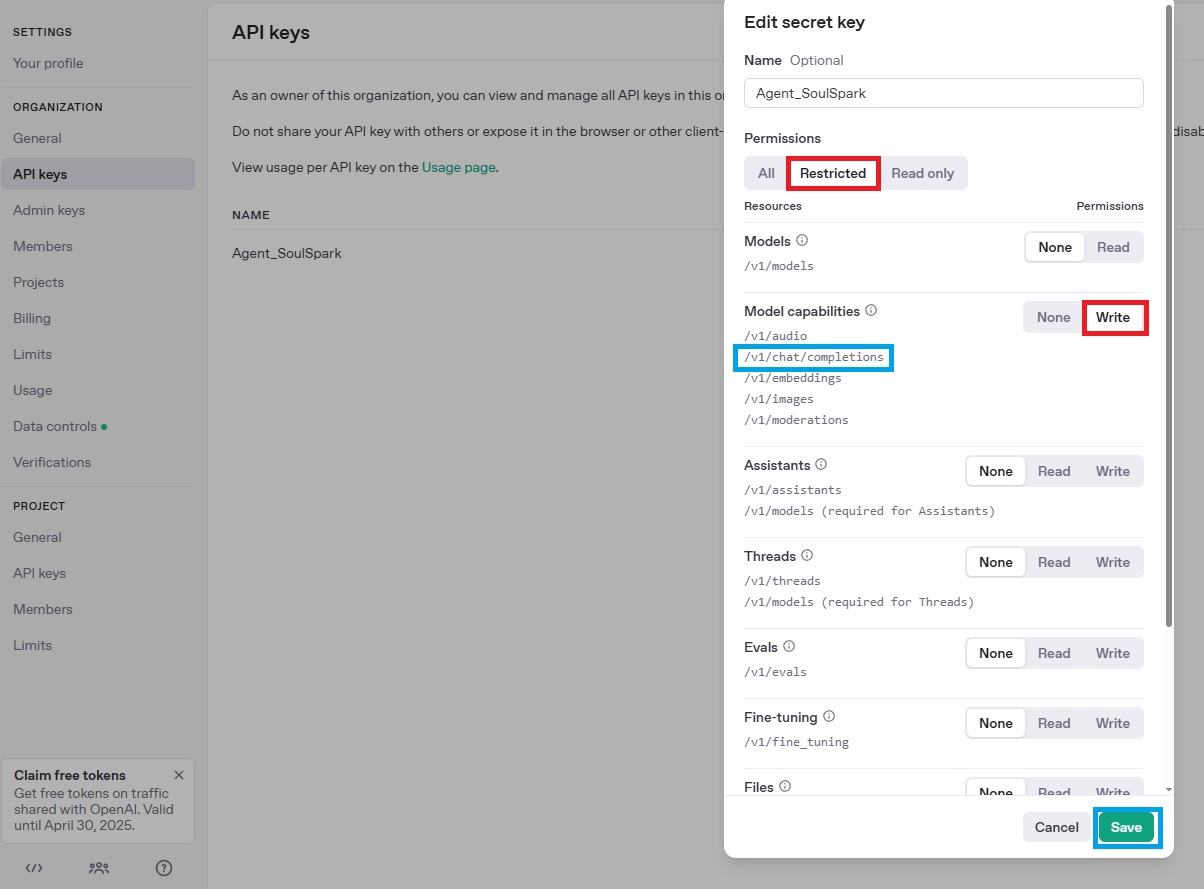 SETTINGS
Your profile
ORGANIZATION
General
API keys
Admin keys
Members
Projects
Billing
Limits
Usage
Data controls
Verifications
PROJECT
General
API keys
Members
Limits
Claim free tokens
Get free tokens on traffic
shared with OpenAI. Valid
until April 30, 2025.
API keys
As an owner of this organization, you can view and manage all API keys in this
Do not share your API key with others or expose it in the browser or other client-
View usage per API key on the Usage page.
NAME
Agent_SoulSpark
Edit secret key
Name Optional
Agent_SoulSpark
Permissions
All Restricted Read only
Resources Permissions
Models None Read
/v1/models
Model capabilities None Write
/v1/audio
/v1/chat/completions
/v1/embeddings
/v1/images
/v1/moderations
Assistants None Read Write
/v1/assistants
/v1/models (required for Assistants)
Threads None Read Write
/v1/threads
/v1/models (required for Threads)
Evals None Read Write
/v1/evals
Fine-tuning None Read Write
/v1/fine_tuning
Files None Read Write
Cancel Save